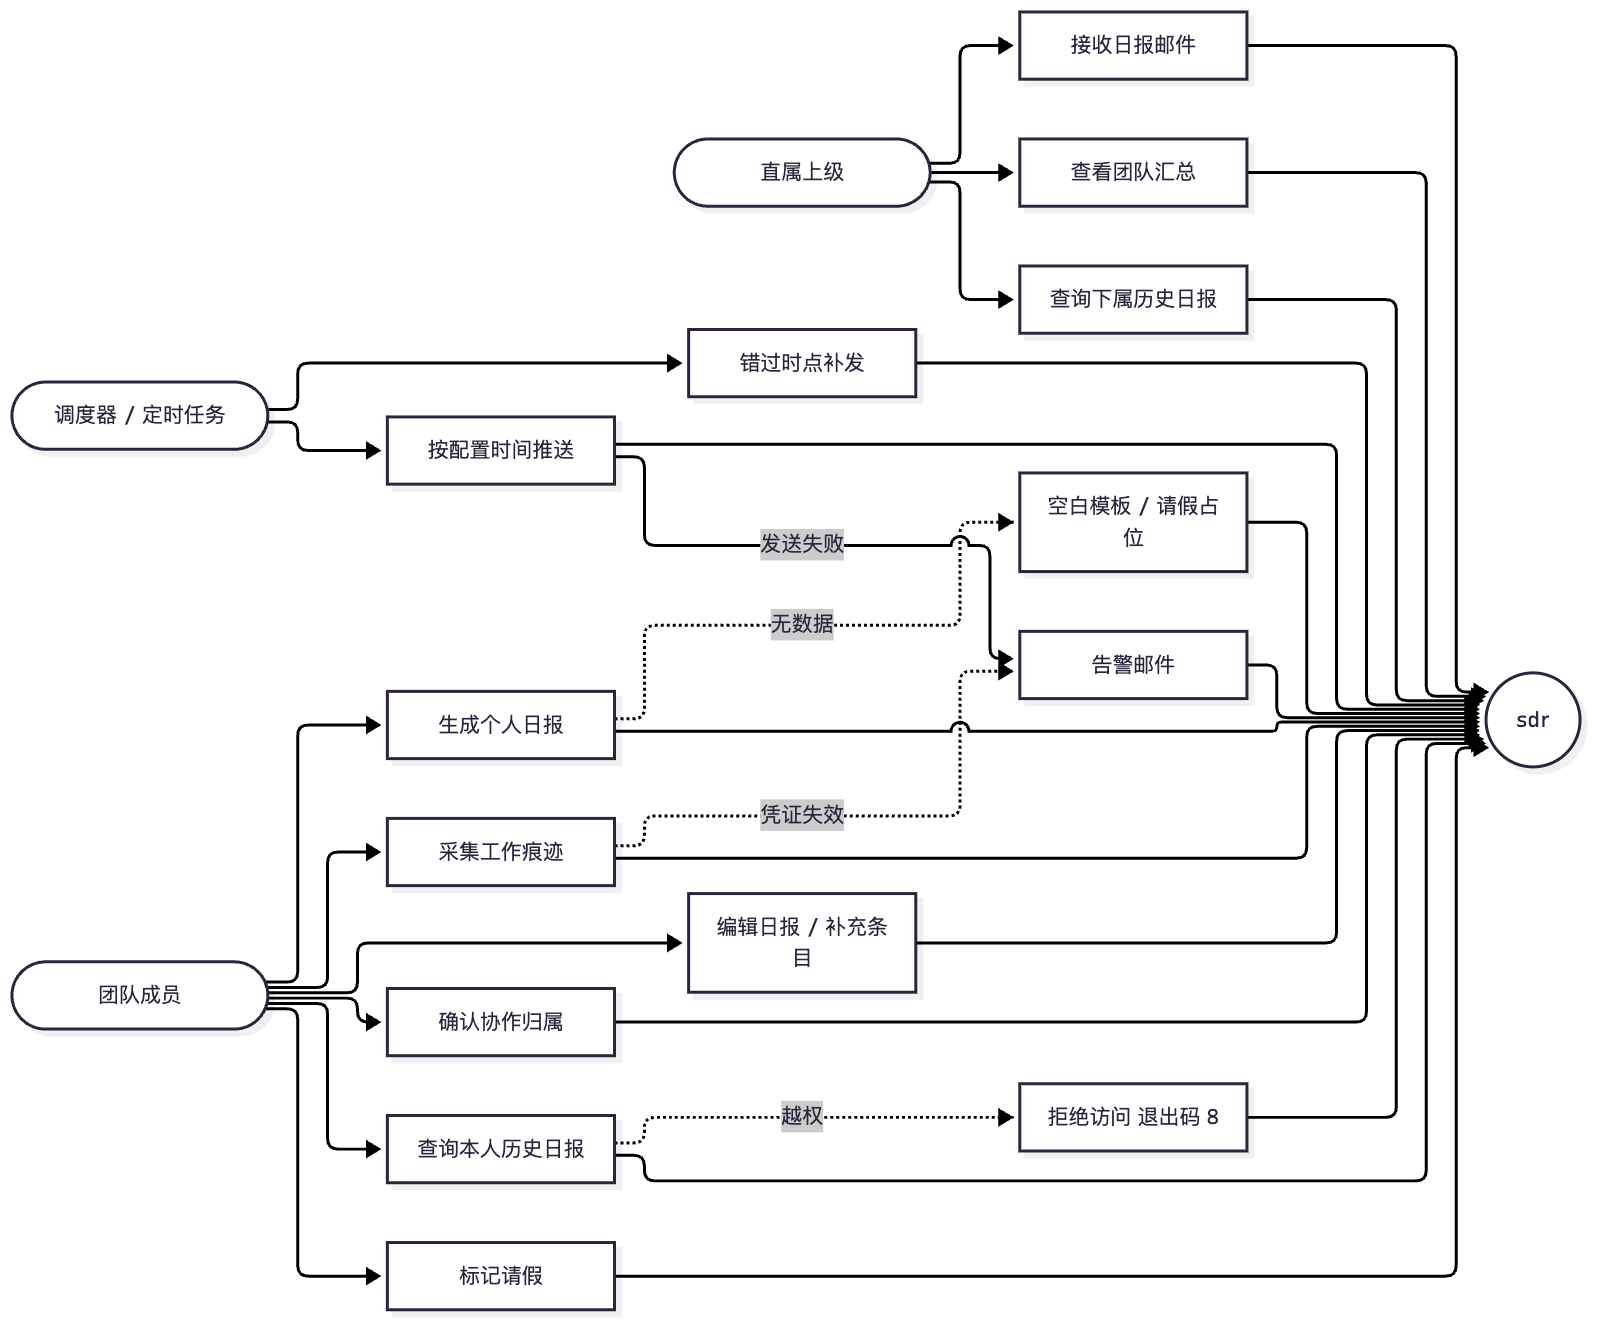 接收日报邮件
直属上级
查看团队汇总
查询下属历史日报
错过时点补发
调度器 / 定时任务
按配置时间推送
空白模板 / 请假占
位
发送失败
无数据
告警邮件
生成个人日报
sdr
凭证失效
采集工作痕迹
编辑日报 / 补充条
目
团队成员
确认协作归属
越权
拒绝访问 退出码 8
查询本人历史日报
标记请假